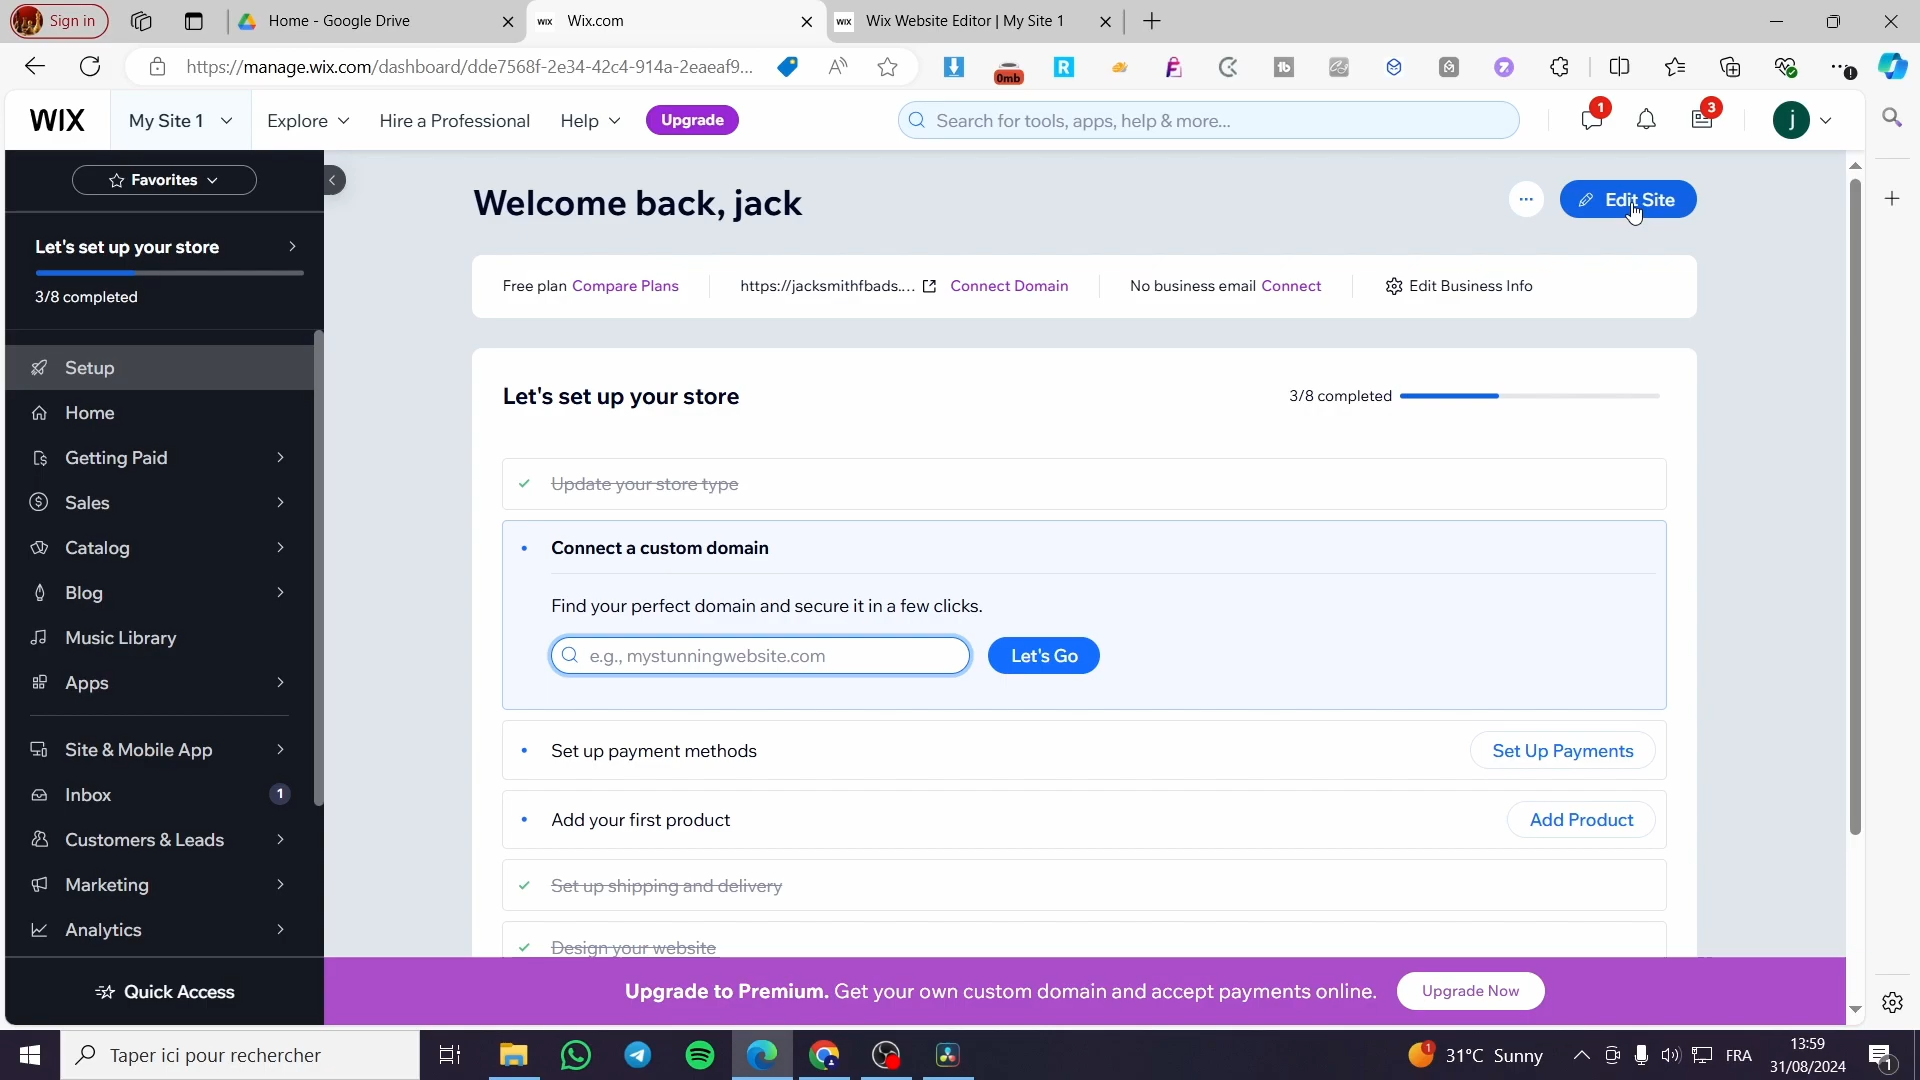 Sign in
Home - Google Drive
WIX Wix.com
WIX Wix Website Editor | My Site 1
https://manage.wix.com/dashboard/dde7568f-2e34-42c4-914a-2eaeaf9...
0mb
WIX
My Site 1
Explore
Hire a Professional
Help
Upgrade
Search for tools, apps, help & more...
1
3
j
Favorites
Let's set up your store
3/8 completed
Setup
Home
Getting Paid
Sales
Catalog
Blog
Music Library
Apps
Site & Mobile App
Inbox 1
Customers & Leads
Marketing
Analytics
Quick Access
Welcome back, jack
Edit Site
Free plan Compare Plans
https://jacksmithfbads.... Connect Domain
No business email Connect
Edit Business Info
Let's set up your store
3/8 completed
Update your store type
Connect a custom domain
Find your perfect domain and secure it in a few clicks.
e.g., mystunningwebsite.com
Let's Go
Set up payment methods
Set Up Payments
Add your first product
Add Product
Set up shipping and delivery
Design your website
Upgrade to Premium. Get your own custom domain and accept payments online.
Upgrade Now
Taper ici pour rechercher
1
31°C Sunny
FRA
13:59
31/08/2024
1